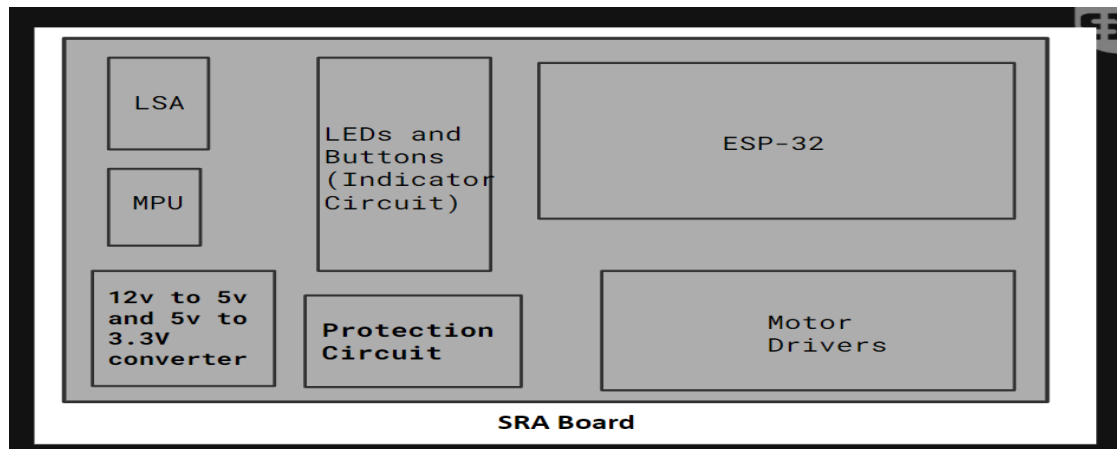 LSA
MPU
12v to 5v
and 5v to
3.3V
converter
LEDs and
Buttons
(Indicator
Circuit)
Protection
Circuit
ESP-32
Motor
Drivers
SRA Board